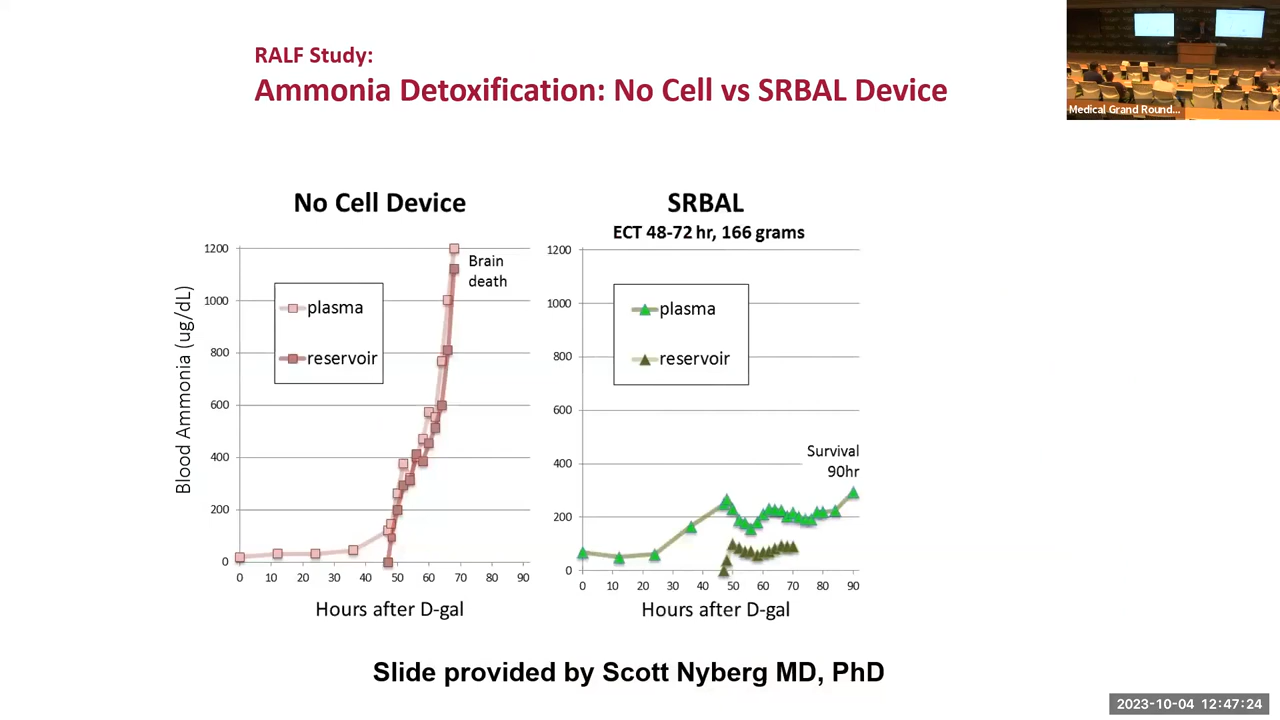 RALF Study:
Ammonia Detoxification: No Cell vs SRBAL Device
Medical Grand Round...
No Cell Device
SRBAL
ECT 48-72 hr, 166 grams
Blood Ammonia (ug/dL)
1200
1000
800
600
400
200
0
0 10 20 30 40 50 60 70 80 90
plasma
reservoir
Brain
death
Hours after D-gal
1200
1000
800
600
400
200
0
0 10 20 30 40 50 60 70 80 90
plasma
reservoir
Survival
90hr
Hours after D-gal
Slide provided by Scott Nyberg MD, PhD
2023-10-04 12:47:24